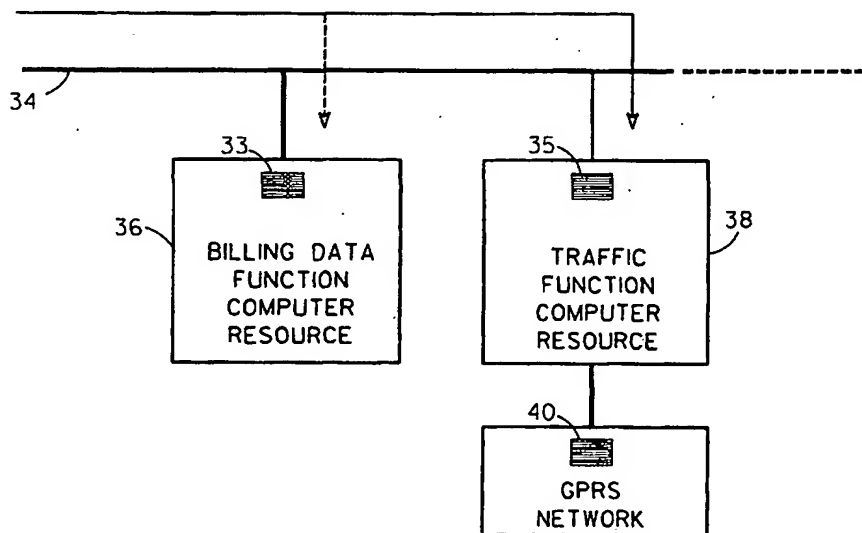 34
33
35
36
38
BILLING DATA
FUNCTION
COMPUTER
RESOURCE
TRAFFIC
FUNCTION
COMPUTER
RESOURCE
40
GPRS
NETWORK